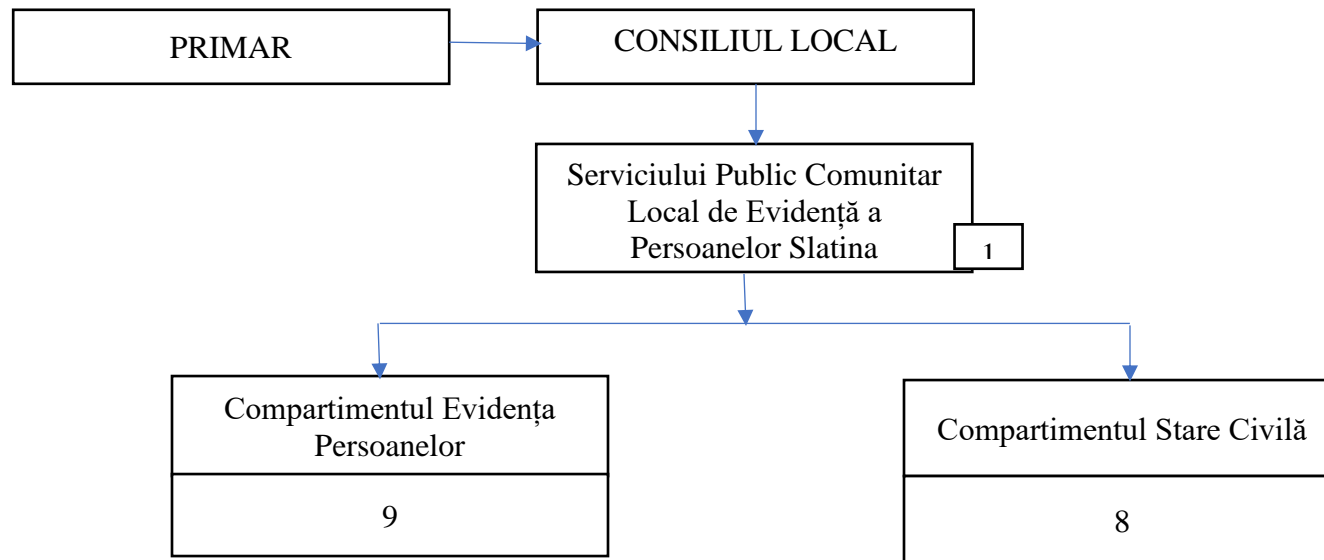 PRIMAR
CONSILIUL LOCAL
Serviciului Public Comunitar
Local de Evidență a
Persoanelor Slatina
1
Compartimentul Evidența
Persoanelor
9
Compartimentul Stare Civilă
8